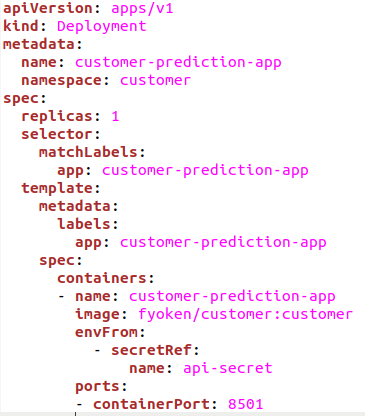 apiVersion: apps/v1
kind: Deployment
metadata:
  name: customer-prediction-app
  namespace: customer
spec:
  replicas: 1
  selector:
    matchLabels:
      app: customer-prediction-app
  template:
    metadata:
      labels:
        app: customer-prediction-app
    spec:
      containers:
      - name: customer-prediction-app
        image: fyoken/customer:customer
        envFrom:
          - secretRef:
              name: api-secret
        ports:
        - containerPort: 8501